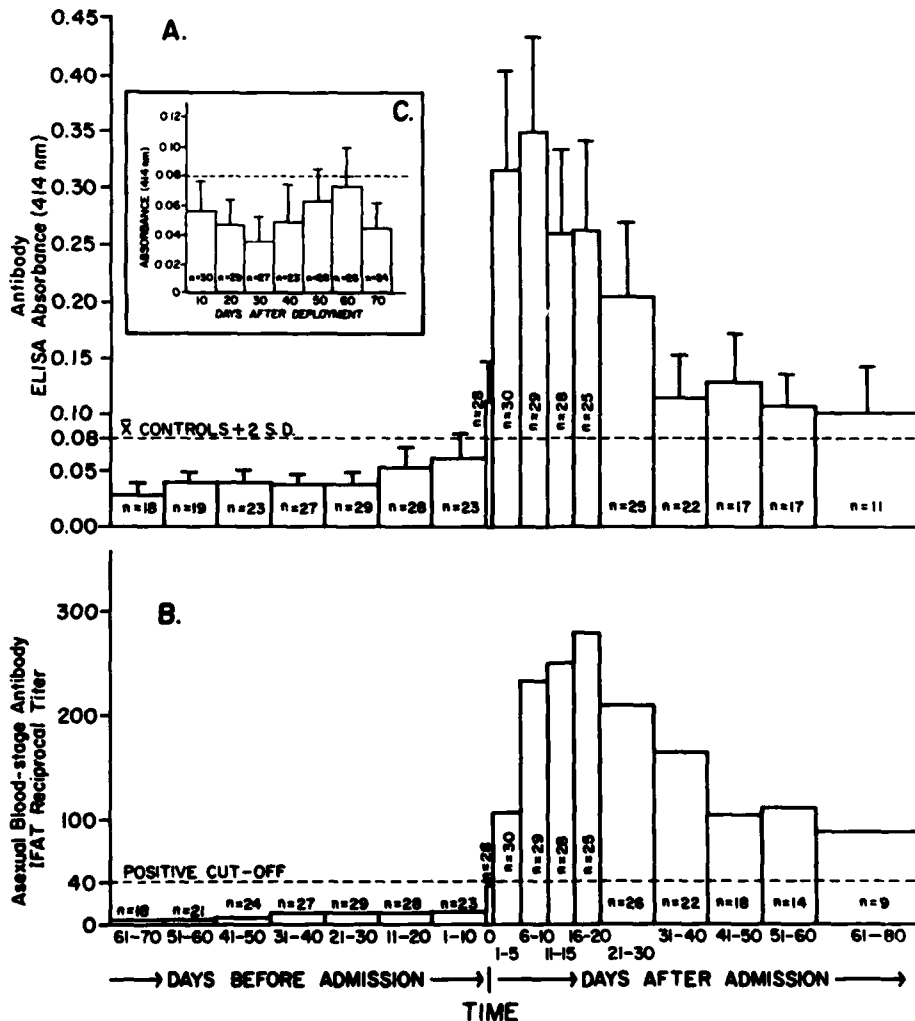 A.
0.45
0.40
0.35
0.30
0.25
0.20
0.15
0.10
0.08
0.05
0.00
Antibody
ELISA Absorbance (414 nm)
C.
0.12
0.10
0.08
0.06
0.04
0.02
0
ABSORBANCE (414 nm)
n=30 n=29 n=27 n=23
10 20 30 40 50 60 70
DAYS AFTER DEPLOYMENT
X̄ CONTROLS + 2 S.D.
n=18 n=19 n=23 n=27 n=29 n=28 n=23 n=28 n=30 n=29 n=28 n=25 n=25 n=22 n=17 n=17 n=11
B.
300
200
100
40
0
Asexual Blood-stage Antibody
IFAT Reciprocal Titer
POSITIVE CUT-OFF
n=18 n=21 n=24 n=27 n=29 n=28 n=23 n=28 n=30 n=29 n=28 n=25 n=26 n=22 n=18 n=14 n=9
61-70 51-60 41-50 31-40 21-30 11-20 1-10 0 6-10 16-20 31-40 41-50 51-60 61-80
1-5 11-15 21-30
DAYS BEFORE ADMISSION DAYS AFTER ADMISSION
TIME